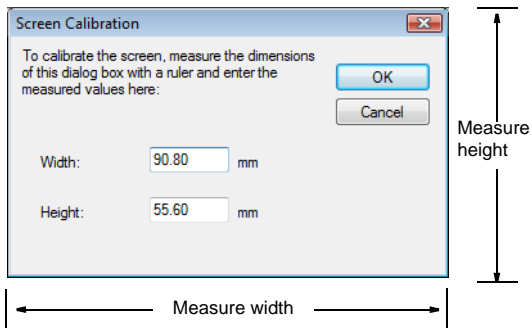 Screen Calibration
To calibrate the screen, measure the dimensions
of this dialog box with a ruler and enter the
measured values here:
OK
Cancel
Width: 90.80 mm
Height: 55.60 mm
Measure
height
Measure width